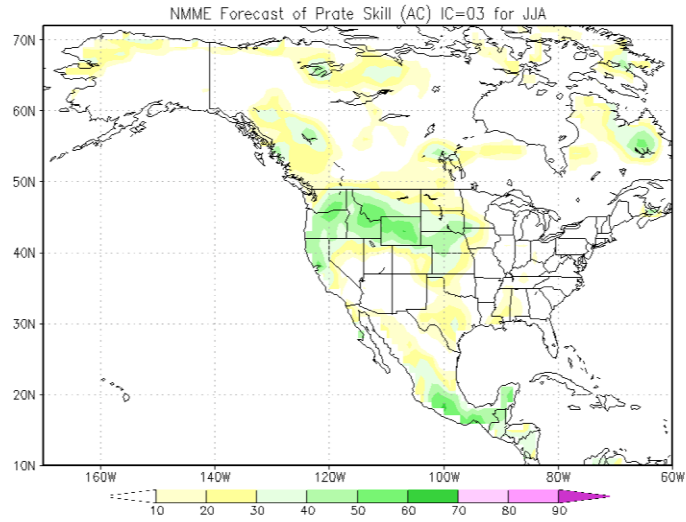 NMME Forecast of Prate Skill (AC) IC=03 for JJA
70N
60N
50N
40N
30N
20N
10N
160W 140W 120W 100W 80W 60W
10 20 30 40 50 60 70 80 90